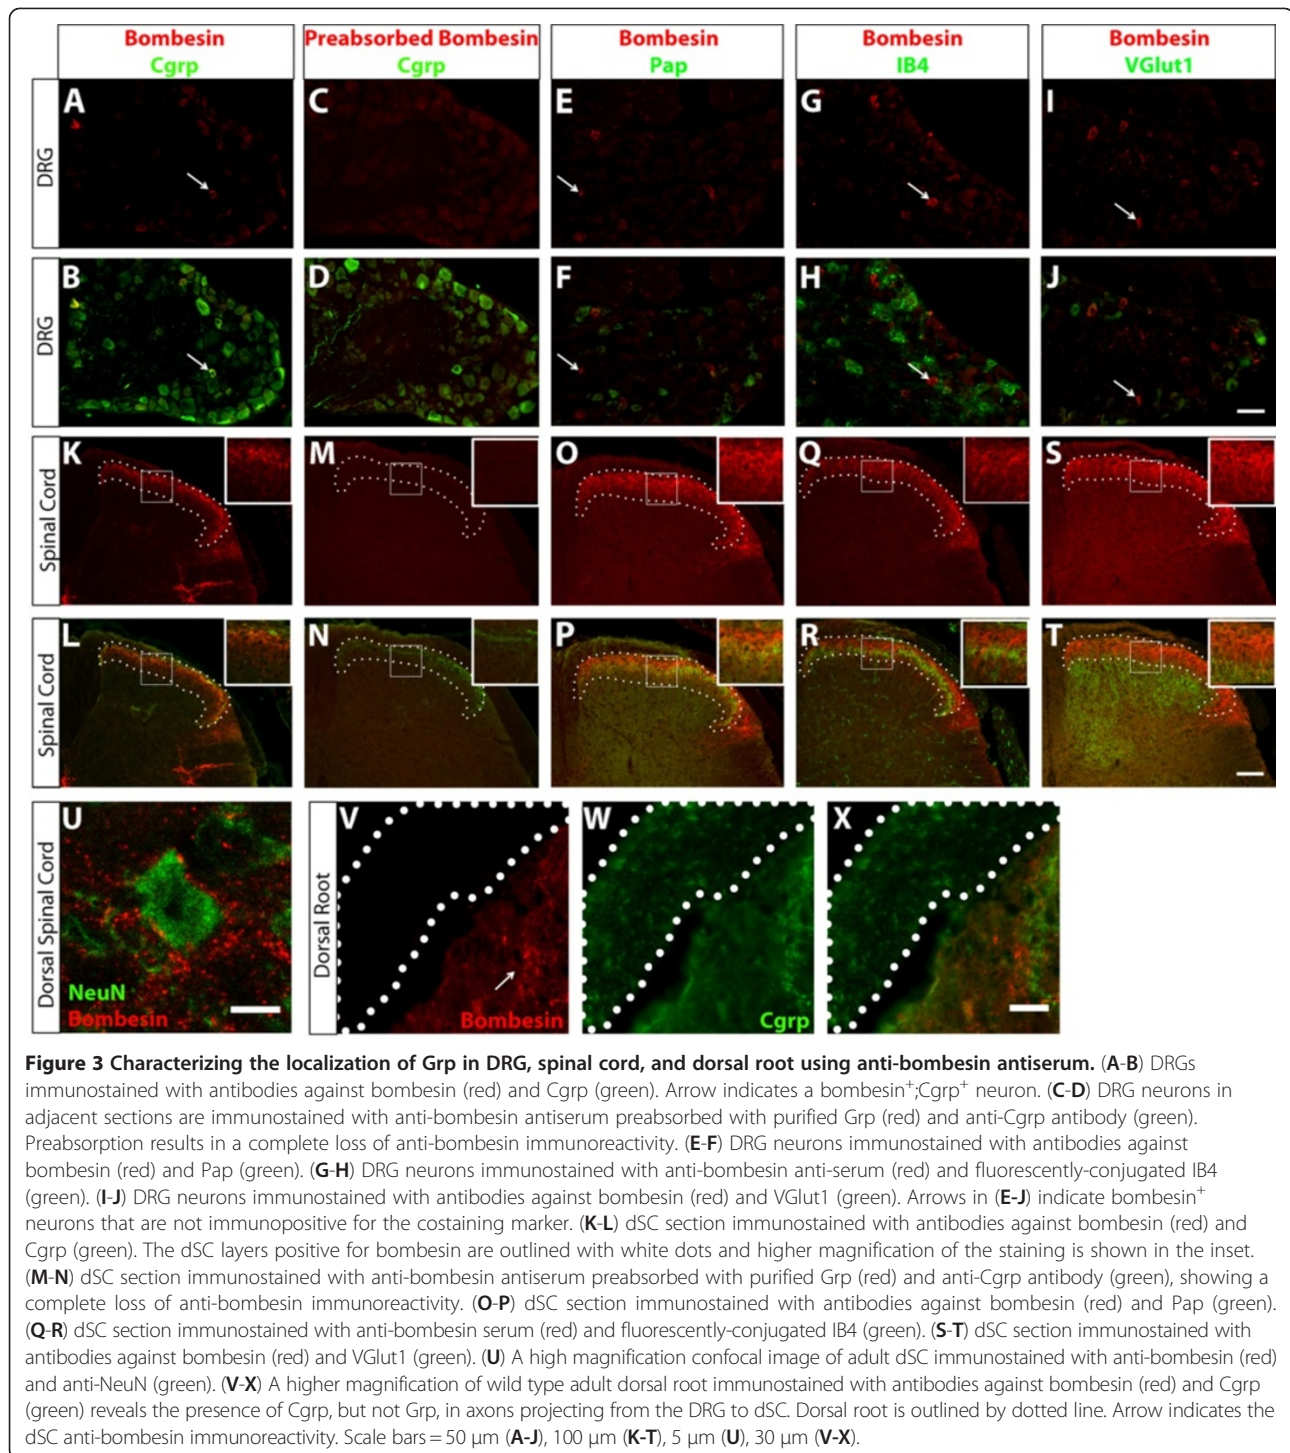 Bombesin Preabsorbed Bombesin Bombesin Bombesin Bombesin
Cgrp Cgrp Pap IB4 VGlut1
DRG A C E G I
DRG B D F H J
Spinal Cord K M O Q S
Spinal Cord L N P R T
Dorsal Spinal Cord U Dorsal Root V W X
NeuN
Bombesin Bombesin Cgrp
Figure 3 Characterizing the localization of Grp in DRG, spinal cord, and dorsal root using anti-bombesin antiserum. (A-B) DRGs
immunostained with antibodies against bombesin (red) and Cgrp (green). Arrow indicates a bombesin⁺;Cgrp⁺ neuron. (C-D) DRG neurons in
adjacent sections are immunostained with anti-bombesin antiserum preabsorbed with purified Grp (red) and anti-Cgrp antibody (green).
Preabsorption results in a complete loss of anti-bombesin immunoreactivity. (E-F) DRG neurons immunostained with antibodies against
bombesin (red) and Pap (green). (G-H) DRG neurons immunostained with anti-bombesin anti-serum (red) and fluorescently-conjugated IB4
(green). (I-J) DRG neurons immunostained with antibodies against bombesin (red) and VGlut1 (green). Arrows in (E-J) indicate bombesin⁺
neurons that are not immunopositive for the costaining marker. (K-L) dSC section immunostained with antibodies against bombesin (red) and
Cgrp (green). The dSC layers positive for bombesin are outlined with white dots and higher magnification of the staining is shown in the inset.
(M-N) dSC section immunostained with anti-bombesin antiserum preabsorbed with purified Grp (red) and anti-Cgrp antibody (green), showing a
complete loss of anti-bombesin immunoreactivity. (O-P) dSC section immunostained with antibodies against bombesin (red) and Pap (green).
(Q-R) dSC section immunostained with anti-bombesin serum (red) and fluorescently-conjugated IB4 (green). (S-T) dSC section immunostained with
antibodies against bombesin (red) and VGlut1 (green). (U) A high magnification confocal image of adult dSC immunostained with anti-bombesin (red)
and anti-NeuN (green). (V-X) A higher magnification of wild type adult dorsal root immunostained with antibodies against bombesin (red) and Cgrp
(green) reveals the presence of Cgrp, but not Grp, in axons projecting from the DRG to dSC. Dorsal root is outlined by dotted line. Arrow indicates the
dSC anti-bombesin immunoreactivity. Scale bars = 50 μm (A-J), 100 μm (K-T), 5 μm (U), 30 μm (V-X).